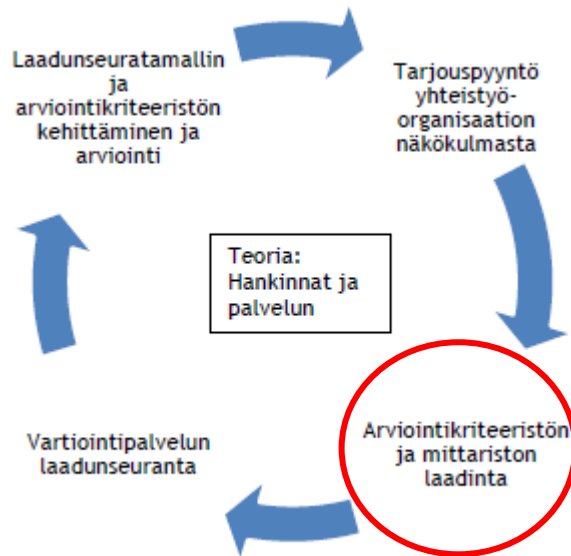 Laadunseuratamallin
ja
arviointikriteeristön
kehittäminen ja
arviointi
Tarjouspyyntö
yhteistyö-
organisaation
näkökulmasta
Teoria:
Hankinnat ja
palvelun
Arviointikriteeristön
ja mittariston
laadinta
Vartiointipalvelun
laadunseuranta